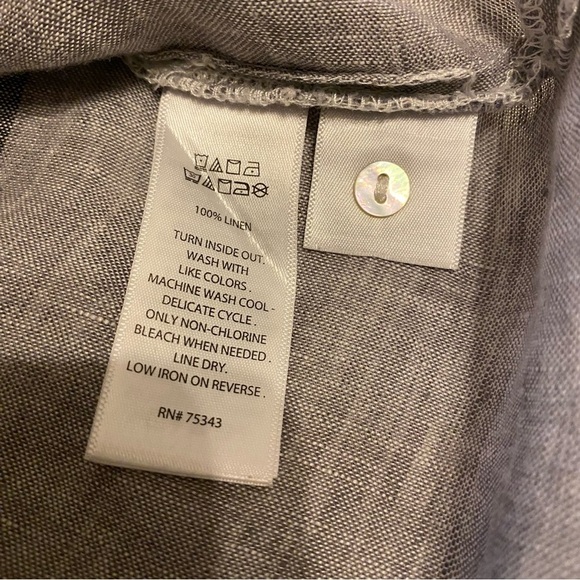 100% LINEN
TURN INSIDE OUT.
WASH WITH
LIKE COLORS .
MACHINE WASH COOL -
DELICATE CYCLE .
ONLY NON-CHLORINE
BLEACH WHEN NEEDED .
LINE DRY.
LOW IRON ON REVERSE .
RN# 75343